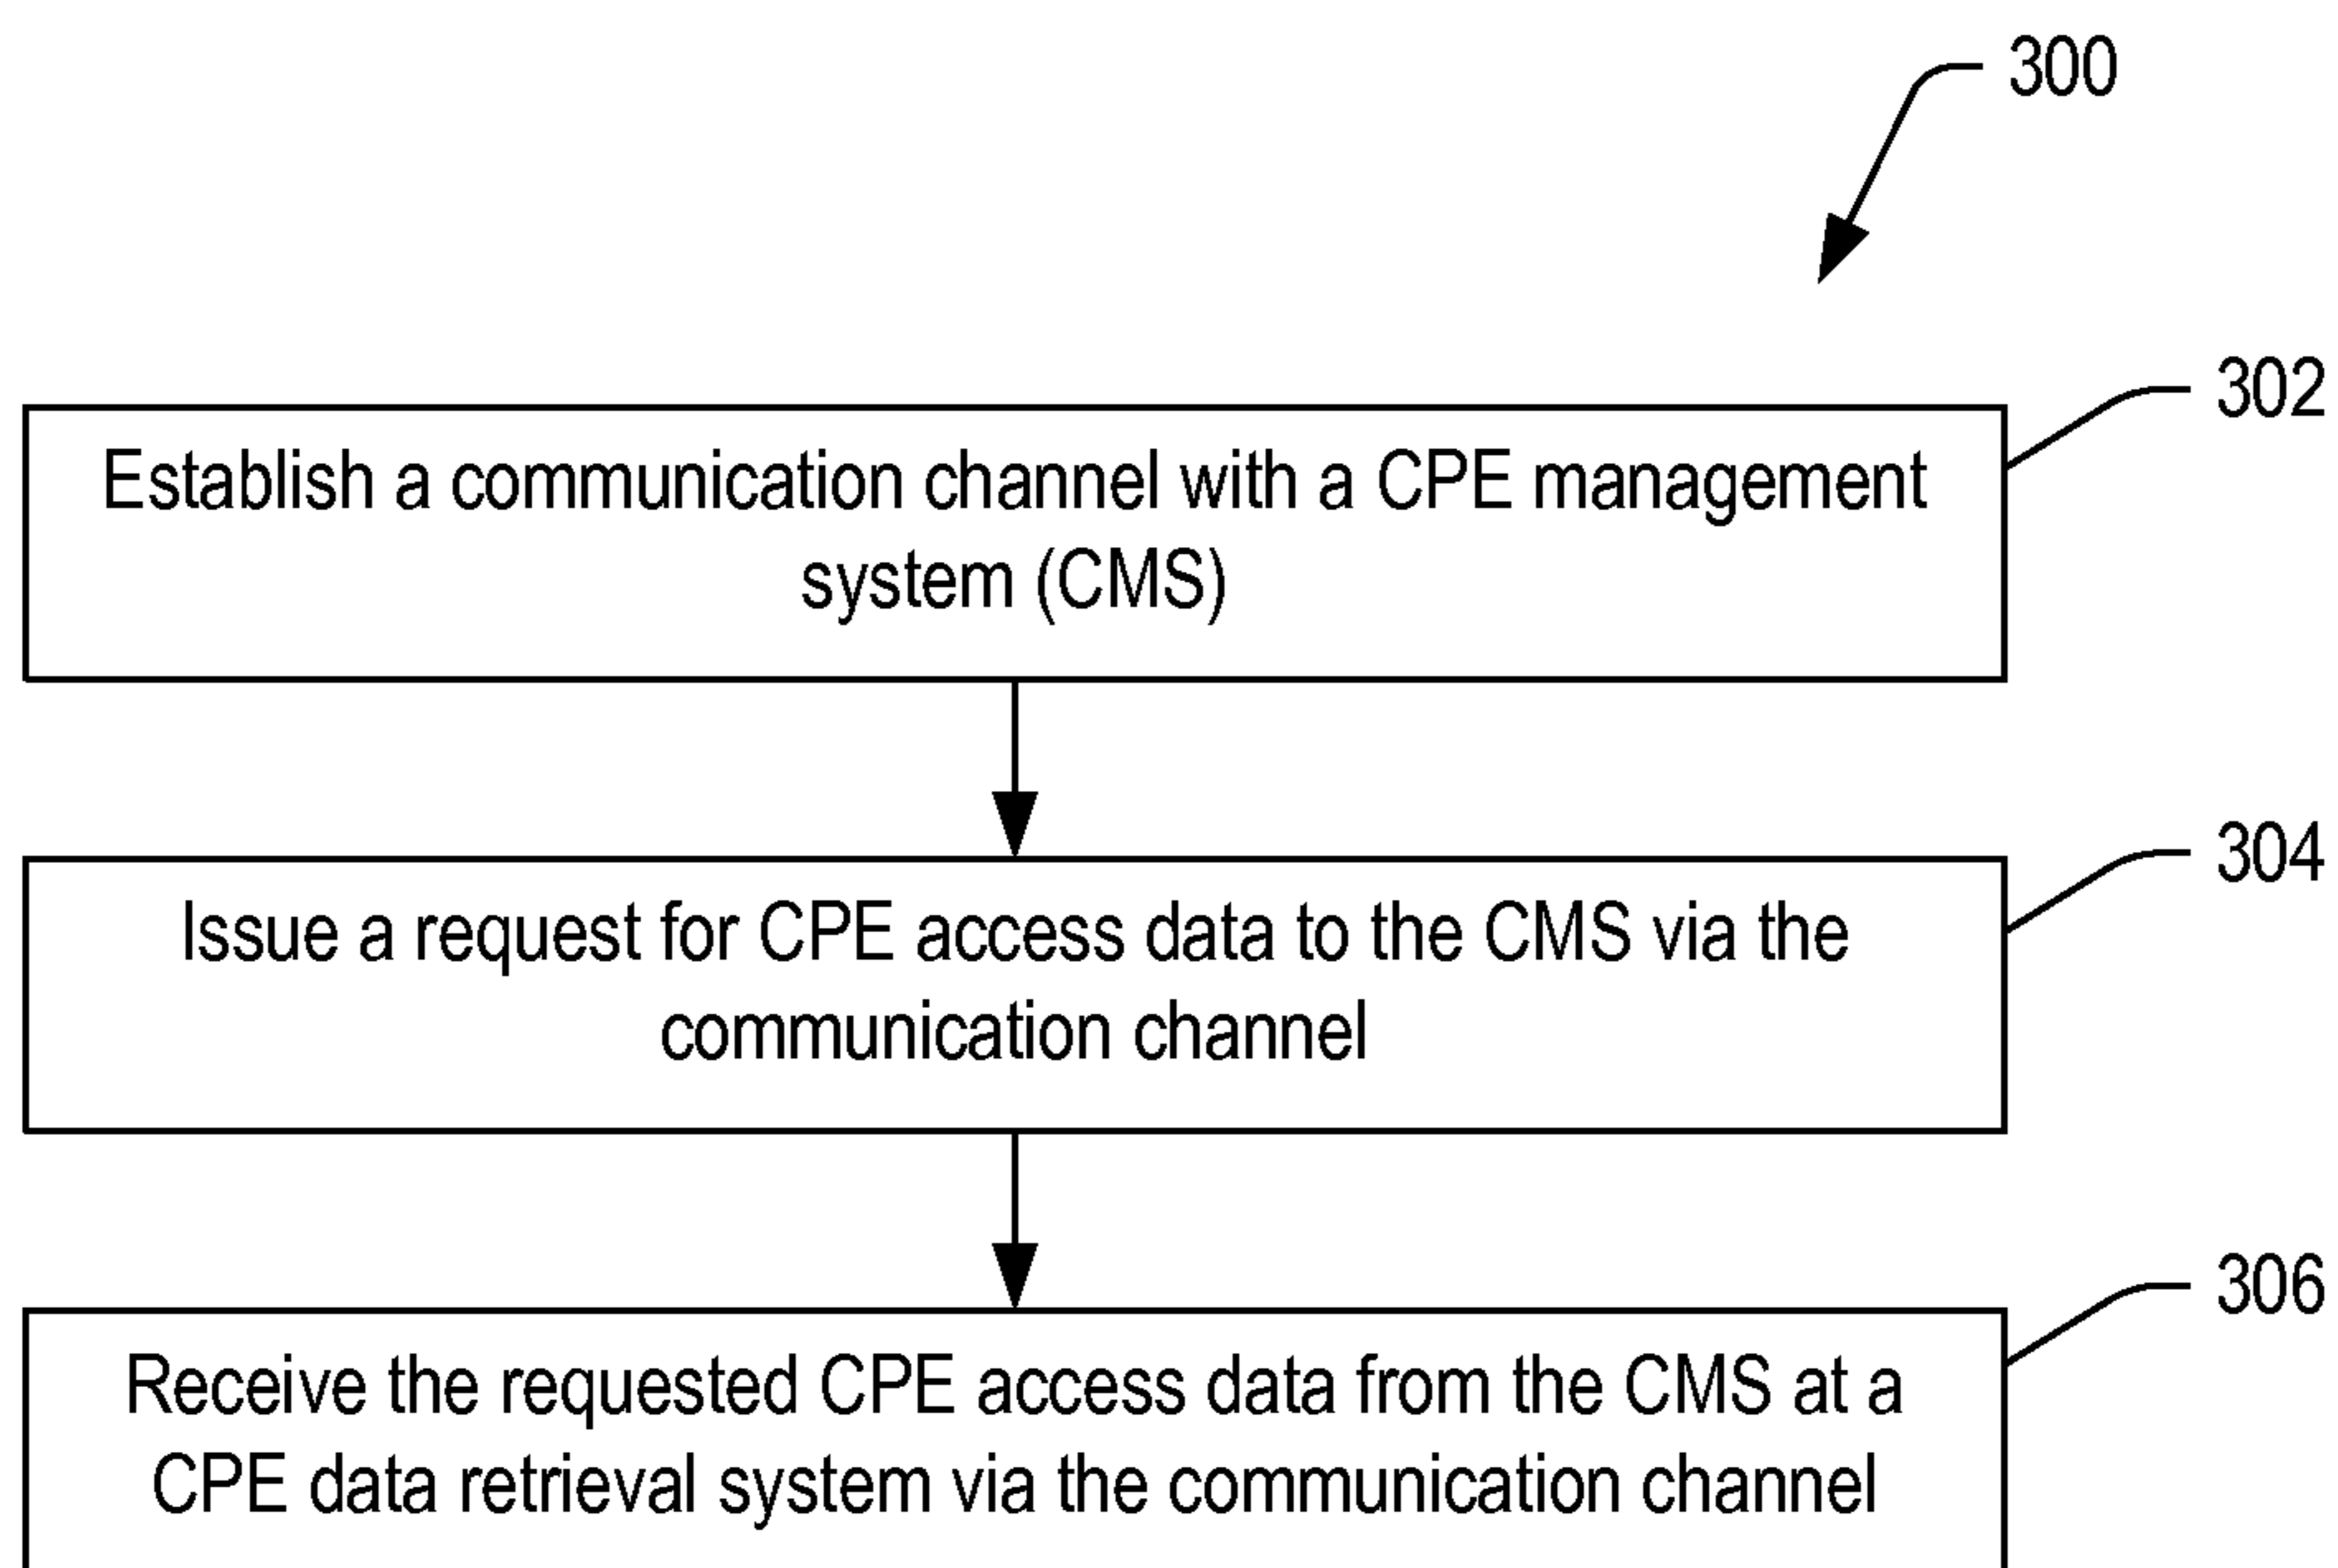 300
302
Establish a communication channel with a CPE management
system (CMS)
304
Issue a request for CPE access data to the CMS via the
communication channel
306
Receive the requested CPE access data from the CMS at a
CPE data retrieval system via the communication channel